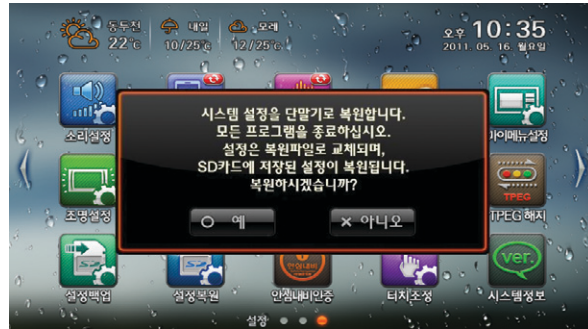 동두천
22℃
내일
10/25℃
모레
12/25℃
오후 10:35
2011. 05. 16. 월요일
시스템 설정을 단말기로 복원합니다.
모든 프로그램을 종료하십시오.
설정은 복원파일로 교체되며,
SD카드에 저장된 설정이 복원됩니다.
복원하시겠습니까?
예
아니오
소리설정
마이메뉴설정
조명설정
TPEG
TPEG 해지
설정백업
설정복원
안심내비인증
터치조정
ver.
시스템정보
설정